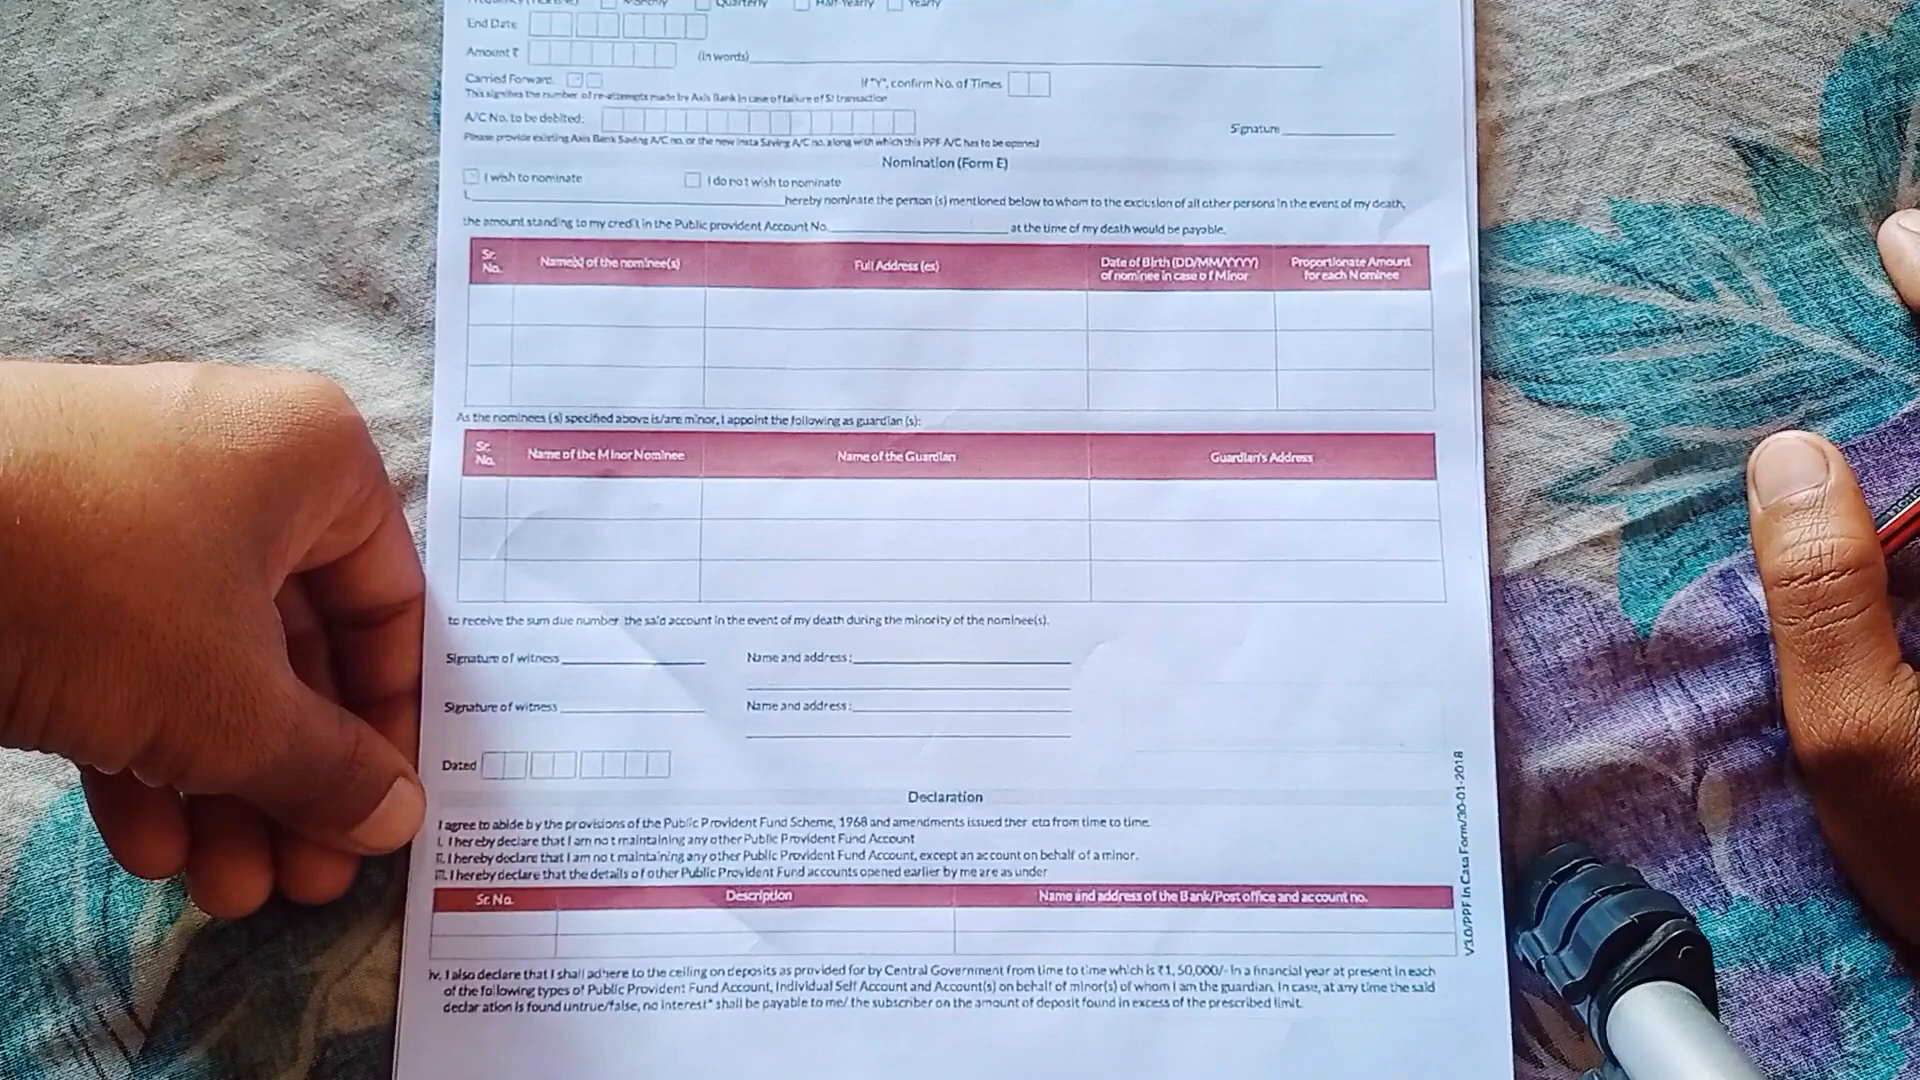 Monthly Quarterly Half-Yearly Yearly
End Date
Amount ₹ (in words)
Carried Forward: If "Y", confirm No. of Times
This signifies the number of re-attempts made by Axis Bank in case of failure of SI transaction
A/C No. to be debited: Signature
Please provide existing Axis Bank Saving A/C no. or the new Insta Saving A/C no. along with which this PPF A/C has to be opened
Nomination (Form E)
I wish to nominate I do not wish to nominate
I, hereby nominate the person (s) mentioned below to whom to the exclusion of all other persons in the event of my death,
the amount standing to my credit in the Public provident Account No. at the time of my death would be payable.
Sr. No. Name(s) of the nominee(s) Full Address (es) Date of Birth (DD/MM/YYYY) of nominee in case of Minor Proportionate Amount for each Nominee
As the nominees (s) specified above is/are minor, I appoint the following as guardian (s):
Sr. No. Name of the Minor Nominee Name of the Guardian Guardian's Address
to receive the sum due number the said account in the event of my death during the minority of the nominee(s).
Signature of witness Name and address:
Signature of witness Name and address:
Dated
Declaration
I agree to abide by the provisions of the Public Provident Fund Scheme, 1968 and amendments issued ther eto from time to time.
i. I hereby declare that I am not maintaining any other Public Provident Fund Account
ii. I hereby declare that I am not maintaining any other Public Provident Fund Account, except an account on behalf of a minor.
iii. I hereby declare that the details of other Public Provident Fund accounts opened earlier by me are as under
Sr. No. Description Name and address of the Bank/Post office and account no.
iv. I also declare that I shall adhere to the ceiling on deposits as provided for by Central Government from time to time which is ₹1, 50,000/- in a financial year at present in each
of the following types of Public Provident Fund Account, Individual Self Account and Account(s) on behalf of minor(s) of whom I am the guardian. In case, at any time the said
declar ation is found untrue/false, no interest* shall be payable to me/ the subscriber on the amount of deposit found in excess of the prescribed limit.
V3.0/PPF In Casa Form/30-01-2018